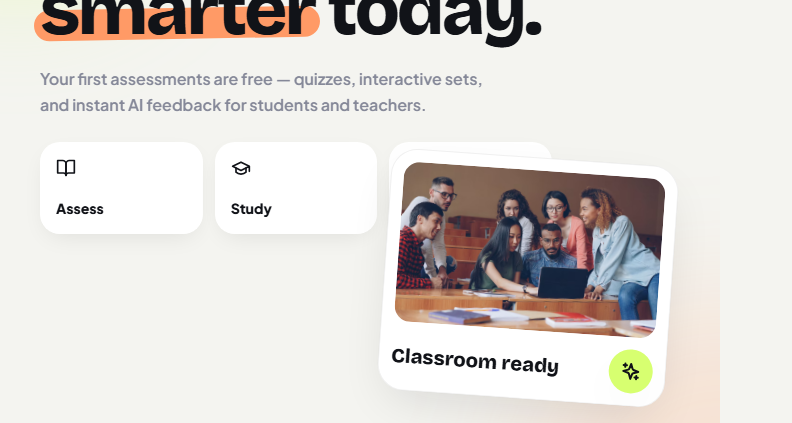 smarter today.
Your first assessments are free — quizzes, interactive sets,
and instant AI feedback for students and teachers.
Assess
Study
Classroom ready